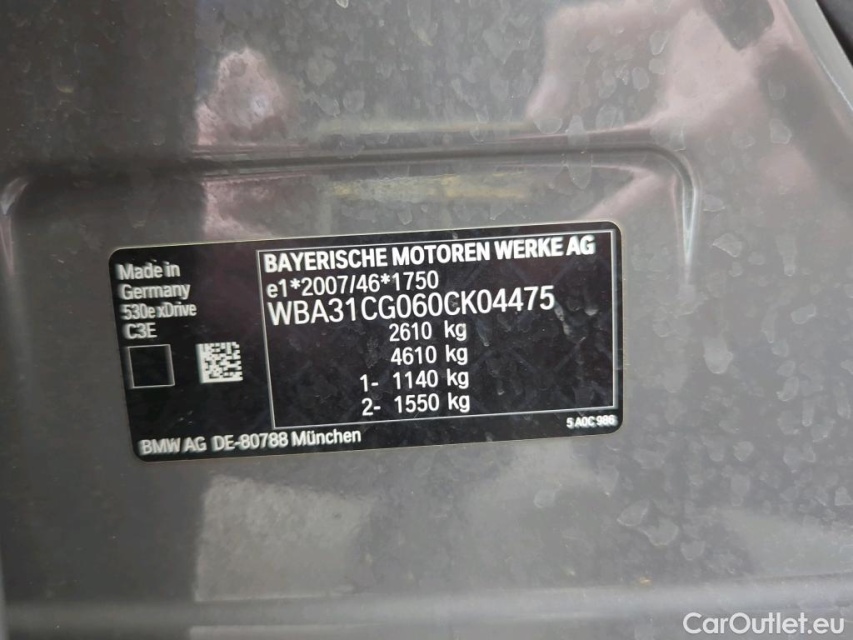 Made in
Germany
530e xDrive
C3E
BAYERISCHE MOTOREN WERKE AG
e1*2007/46*1750
WBA31CG060CK04475
2610 kg
4610 kg
1- 1140 kg
2- 1550 kg
BMW AG DE-80788 München
5 A0C 986
CarOutlet.eu